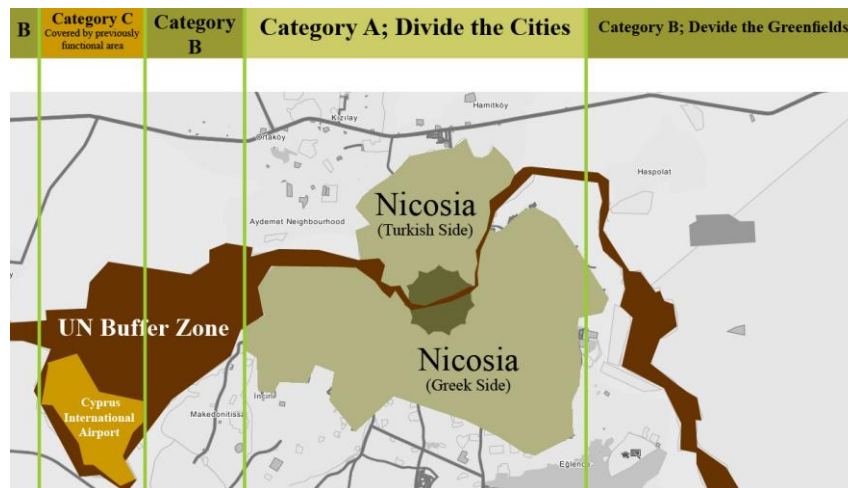 B
Category C
Covered by previously
functional area
Category
B
Category A; Divide the Cities
Category B; Devide the Greenfields
Hamitköy
Kızılay
Ortaköy
Haspolat
Nicosia
(Turkish Side)
Aydemet Neighbourhood
UN Buffer Zone
Nicosia
(Greek Side)
Cyprus
International
Airport
Makedonitissa
Eğlence